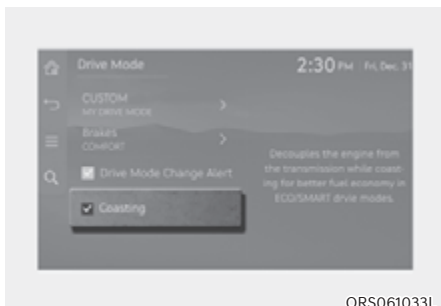 Drive Mode
2:30 PM Fri, Dec. 31
CUSTOM
MY DRIVE MODE
Brakes
COMFORT
Drive Mode Change Alert
Coasting
Decouples the engine from
the transmission while coast-
ing for better fuel economy in
ECO/SMART drvie modes.
ORS061033L